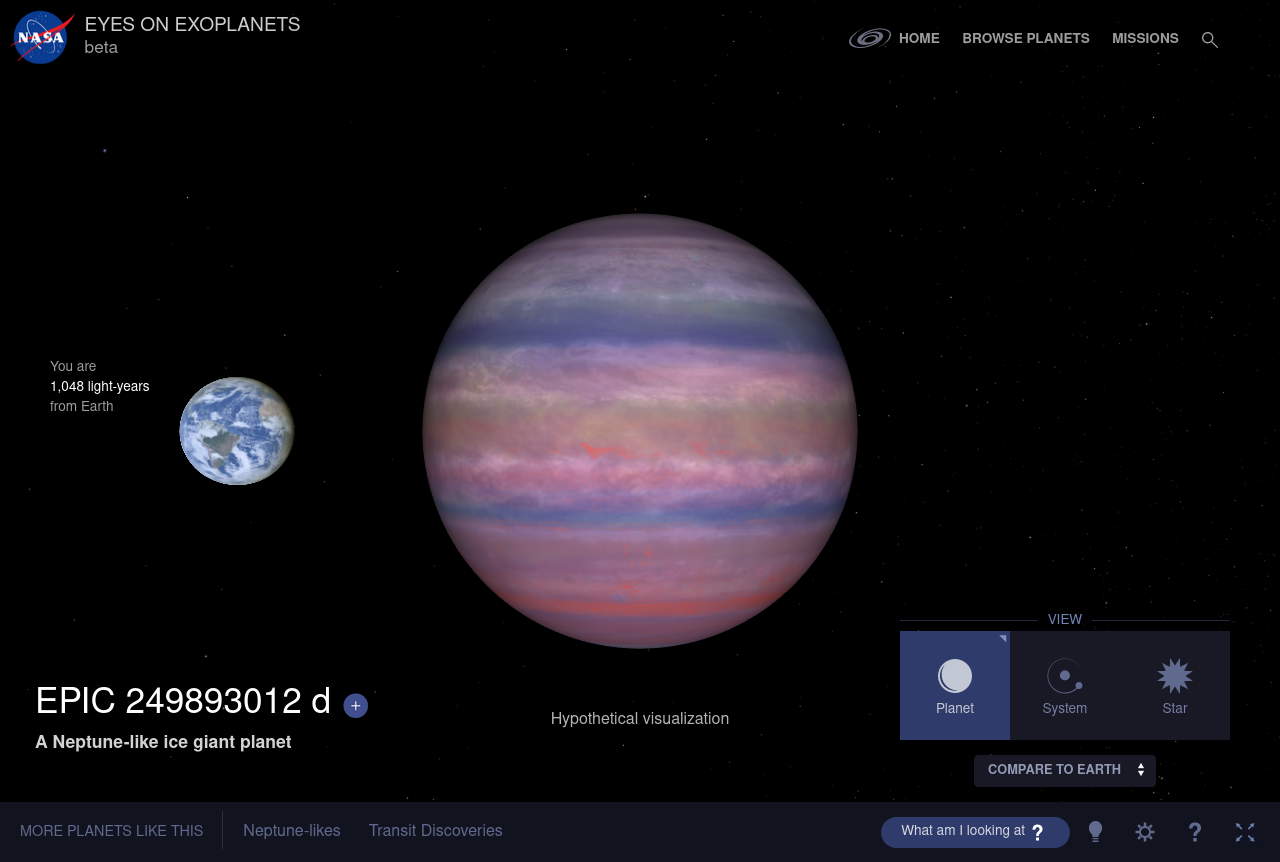 NASA
EYES ON EXOPLANETS
beta
HOME
BROWSE PLANETS
MISSIONS
You are
1,048 light-years
from Earth
EPIC 249893012 d +
A Neptune-like ice giant planet
Hypothetical visualization
VIEW
Planet
System
Star
COMPARE TO EARTH
MORE PLANETS LIKE THIS
Neptune-likes
Transit Discoveries
What am I looking at ?
?